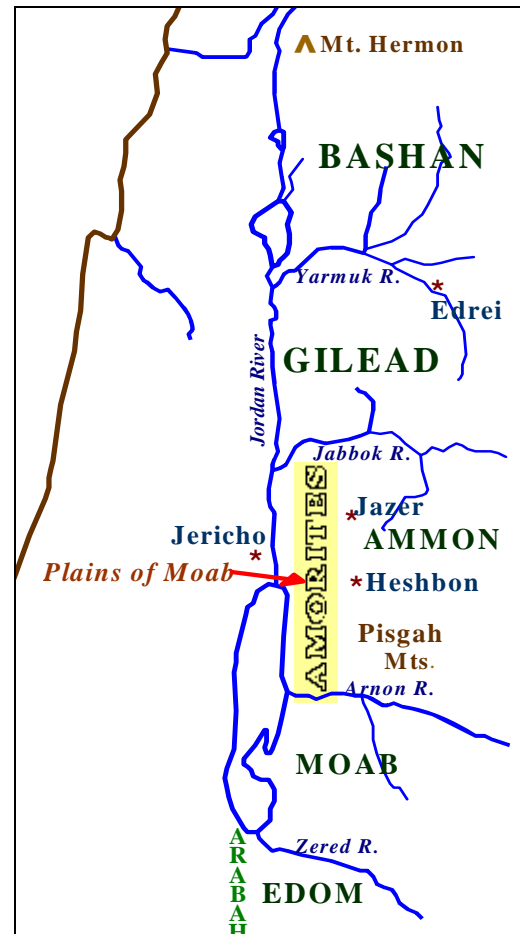 Mt. Hermon
BASHAN
Yarmuk R.
Edrei
Jordan River
GILEAD
Jabbok R.
AMORITES
Jazer
Jericho
AMMON
Plains of Moab
Heshbon
Pisgah
Mts.
Arnon R.
MOAB
Zered R.
ARABAH
EDOM